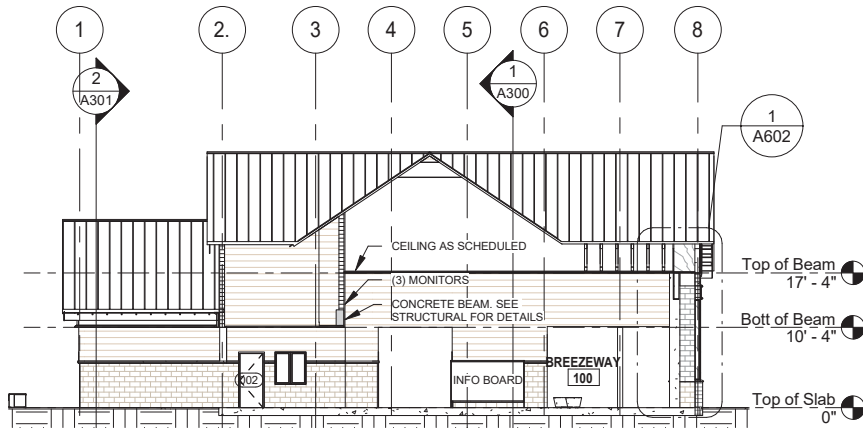 1
2.
3
4
5
6
7
8
2
A301
1
A300
1
A602
CEILING AS SCHEDULED
(3) MONITORS
CONCRETE BEAM. SEE
STRUCTURAL FOR DETAILS
Top of Beam
17' - 4"
Bott of Beam
10' - 4"
BREEZEWAY
100
INFO BOARD
002
Top of Slab
0"